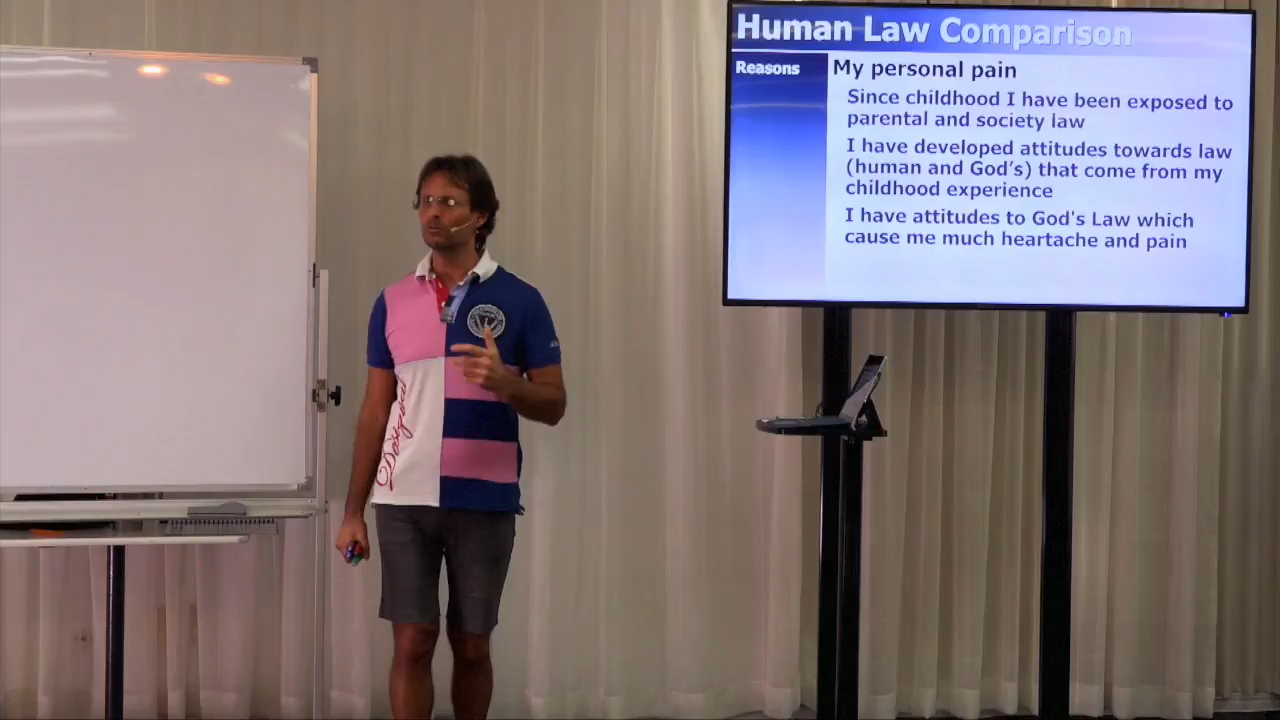 Human Law Comparison
Reasons
My personal pain
Since childhood I have been exposed to
parental and society law
I have developed attitudes towards law
(human and God's) that come from my
childhood experience
I have attitudes to God's Law which
cause me much heartache and pain
Desigual